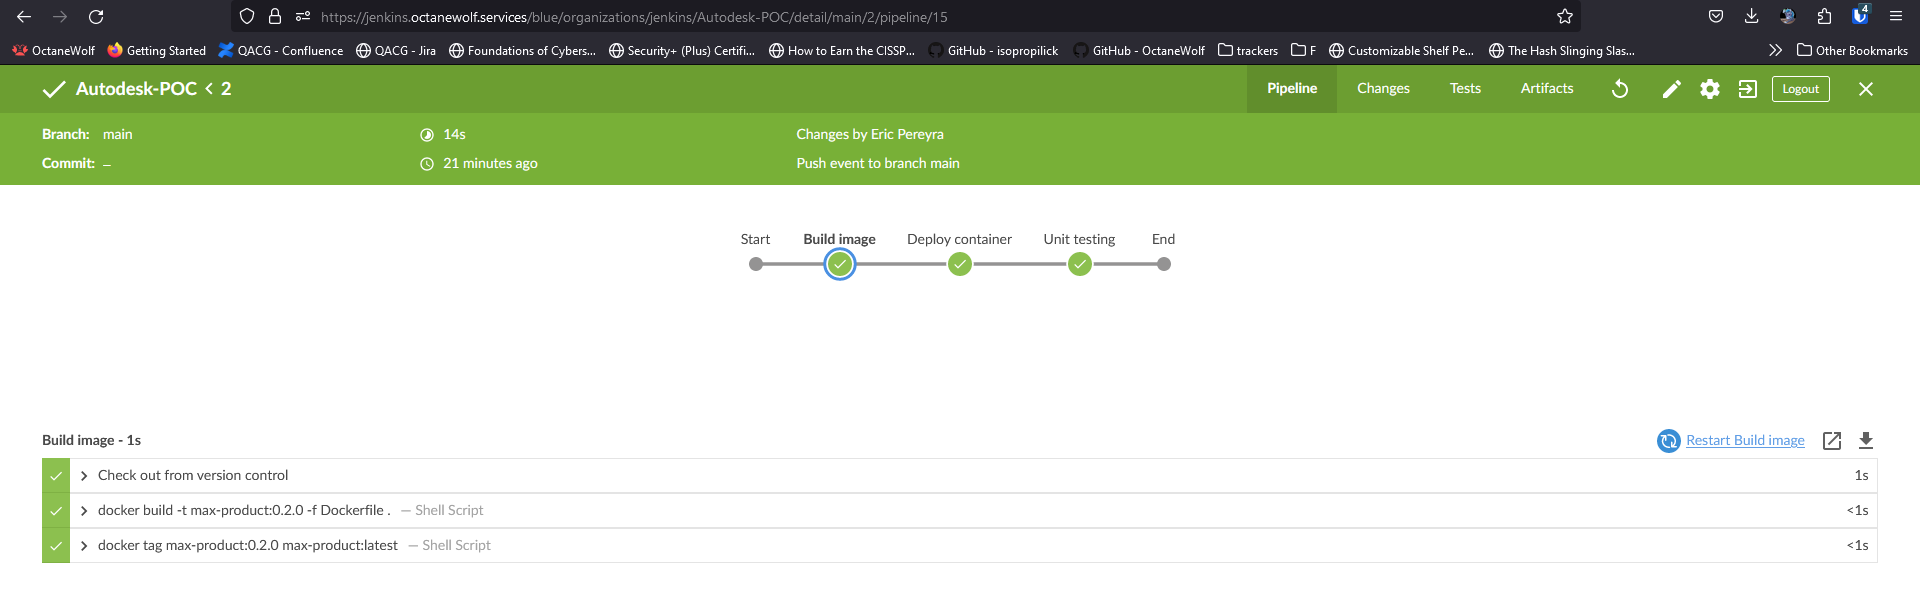 https://jenkins.octanewolf.services/blue/organizations/jenkins/Autodesk-POC/detail/main/2/pipeline/15
4
OctaneWolf Getting Started QACG - Confluence QACG - Jira Foundations of Cybers... Security+ (Plus) Certifi... How to Earn the CISSP... GitHub - isopropilick GitHub - OctaneWolf trackers F Customizable Shelf Pe... The Hash Slinging Slas... Other Bookmarks
Autodesk-POC < 2 Pipeline Changes Tests Artifacts Logout
Branch: main 14s Changes by Eric Pereyra
Commit: – 21 minutes ago Push event to branch main
Start Build image Deploy container Unit testing End
Build image - 1s Restart Build image
Check out from version control 1s
docker build -t max-product:0.2.0 -f Dockerfile . — Shell Script <1s
docker tag max-product:0.2.0 max-product:latest — Shell Script <1s